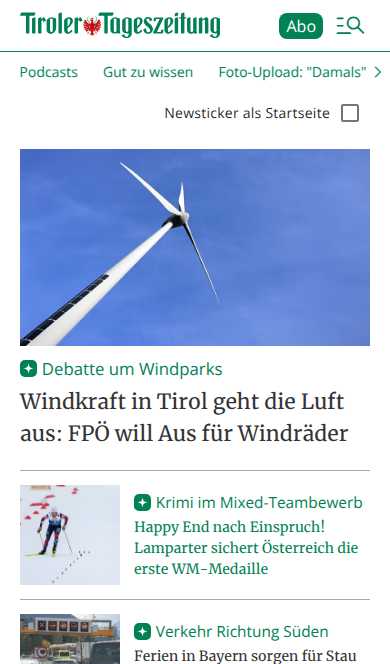 Tiroler Tageszeitung
Abo
Podcasts Gut zu wissen Foto-Upload: "Damals"
Newsticker als Startseite
Debatte um Windparks
Windkraft in Tirol geht die Luft
aus: FPÖ will Aus für Windräder
Krimi im Mixed-Teambewerb
Happy End nach Einspruch!
Lamparter sichert Österreich die
erste WM-Medaille
Verkehr Richtung Süden
Ferien in Bayern sorgen für Stau